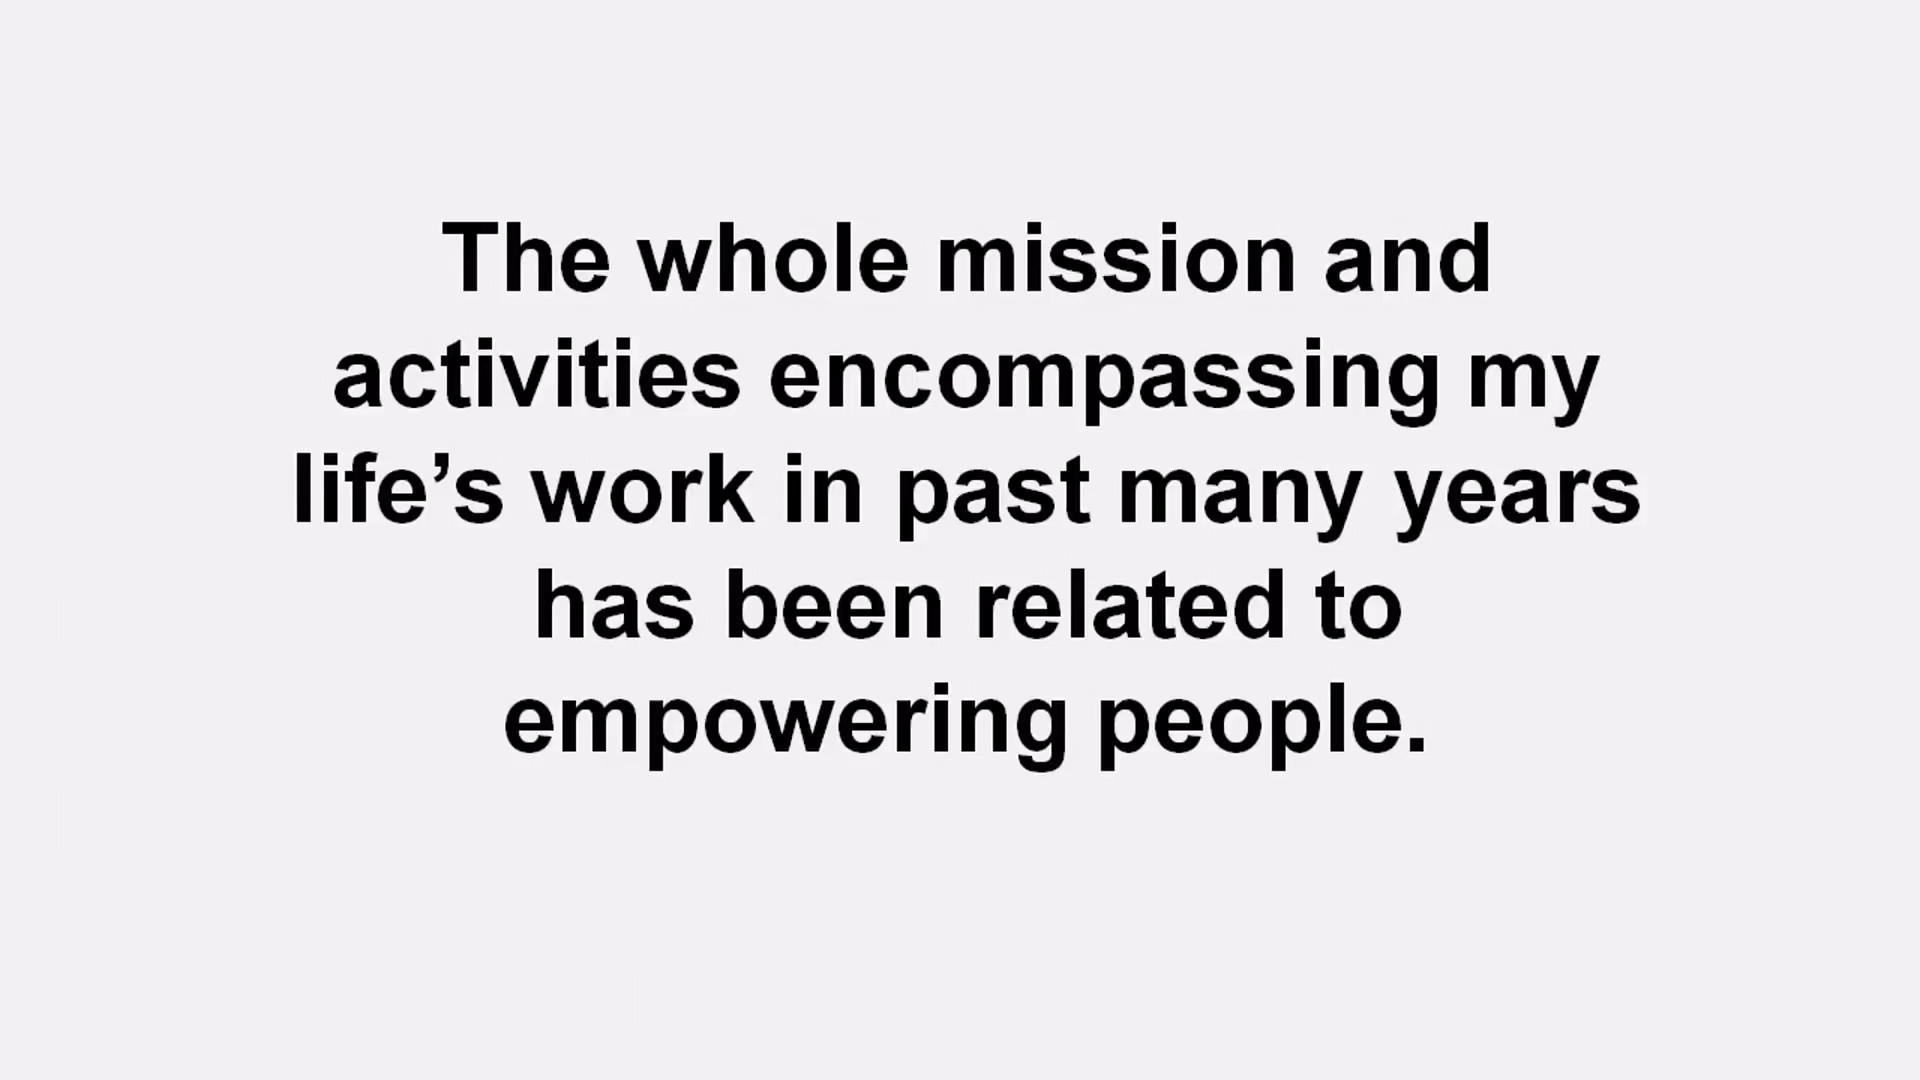 The whole mission and
activities encompassing my
life’s work in past many years
has been related to
empowering people.